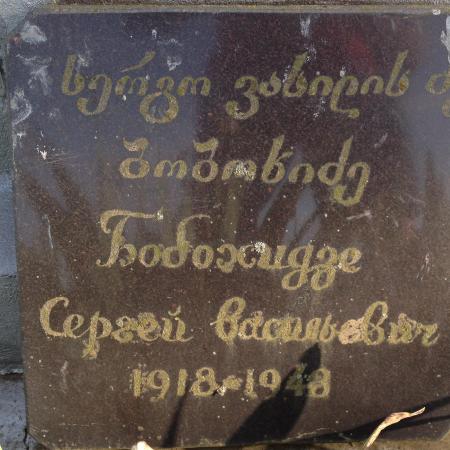 სერგო ვასილის
ბობოხიძე
Бобохидзе
Сергей Васильевич
1918-1948